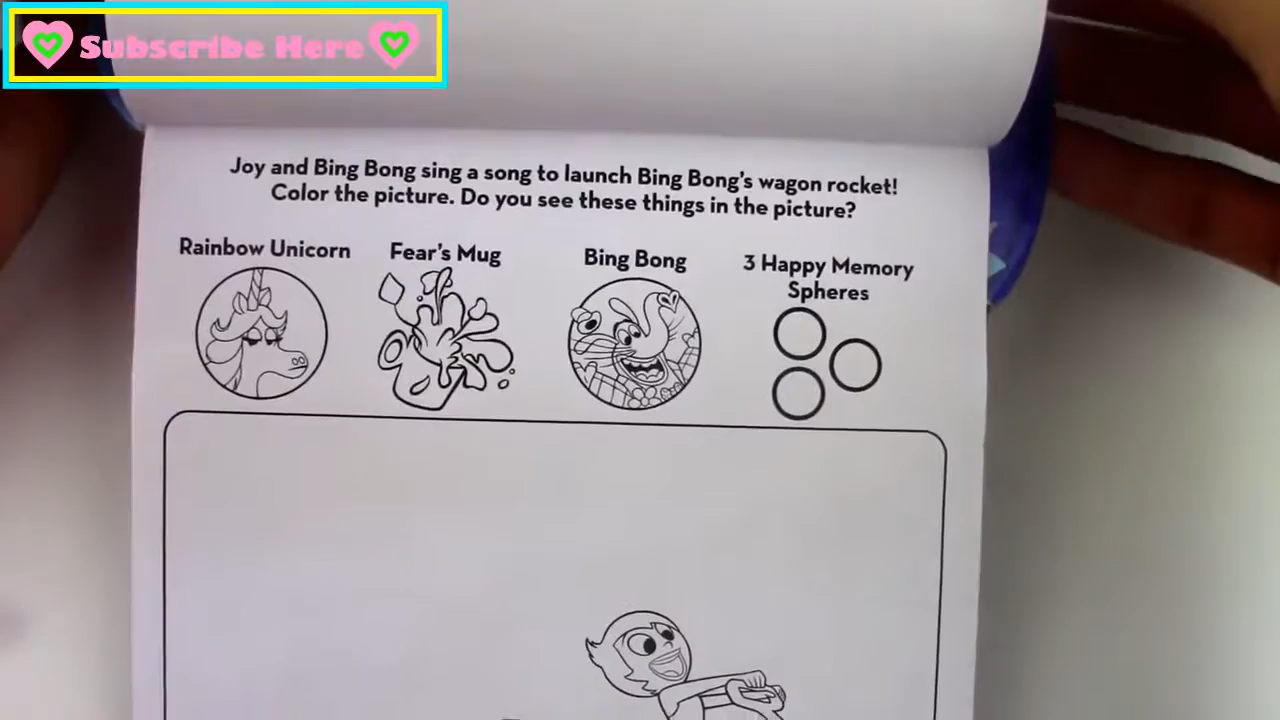 Subscribe Here
Joy and Bing Bong sing a song to launch Bing Bong's wagon rocket!
Color the picture. Do you see these things in the picture?
Rainbow Unicorn
Fear's Mug
Bing Bong
3 Happy Memory
Spheres